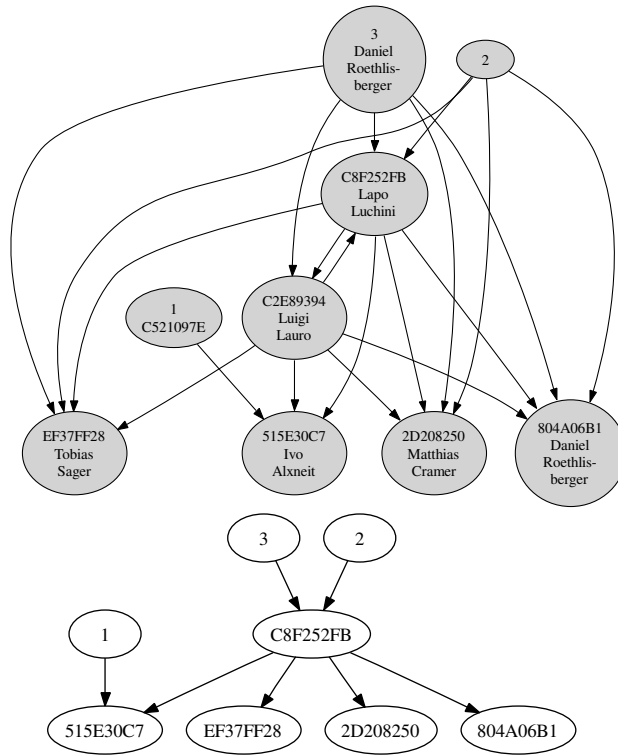 3
Daniel
Roethlis-
berger
2
C8F252FB
Lapo
Luchini
1
C521097E
C2E89394
Luigi
Lauro
EF37FF28
Tobias
Sager
515E30C7
Ivo
Alxneit
2D208250
Matthias
Cramer
804A06B1
Daniel
Roethlis-
berger
3
2
1
C8F252FB
515E30C7
EF37FF28
2D208250
804A06B1